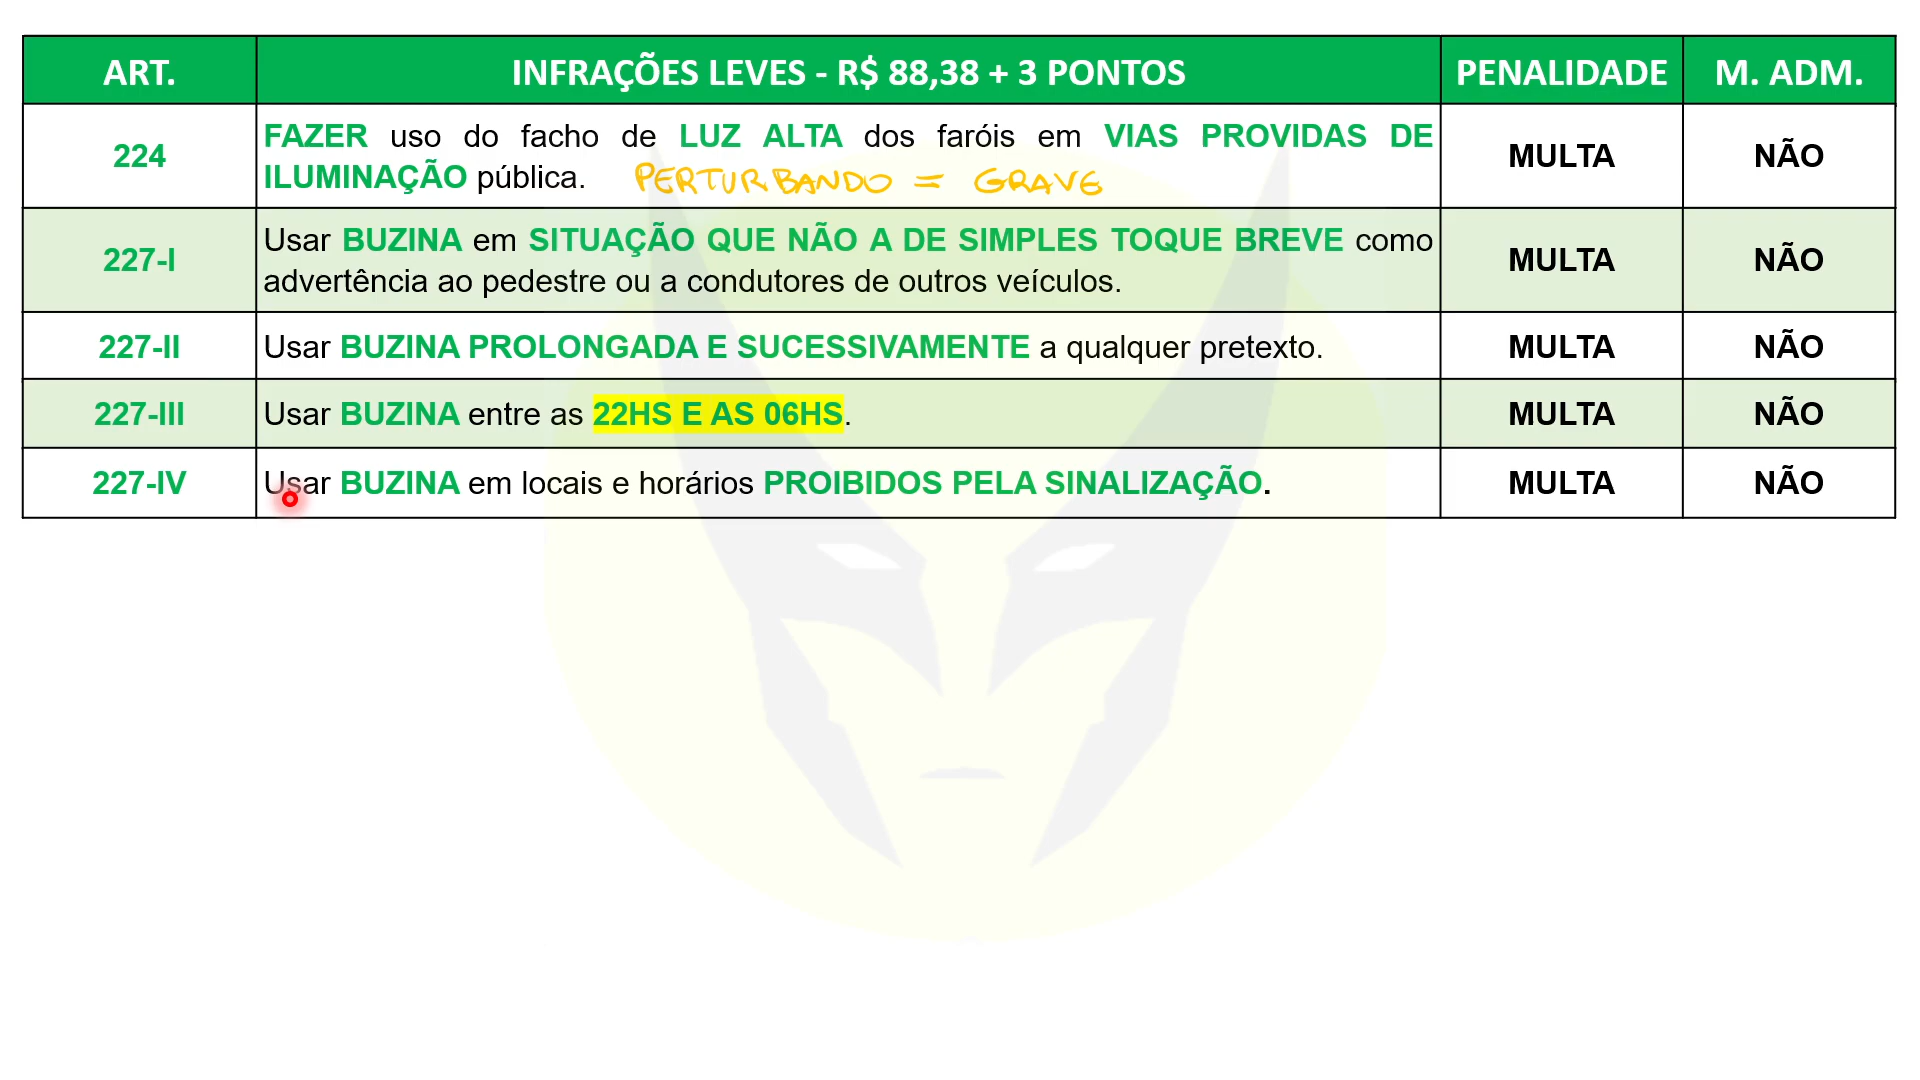 ART. INFRAÇÕES LEVES - R$ 88,38 + 3 PONTOS PENALIDADE M. ADM.
224 FAZER uso do facho de LUZ ALTA dos faróis em VIAS PROVIDAS DE
ILUMINAÇÃO pública. PERTURBANDO = GRAVE MULTA NÃO
227-I Usar BUZINA em SITUAÇÃO QUE NÃO A DE SIMPLES TOQUE BREVE como
advertência ao pedestre ou a condutores de outros veículos. MULTA NÃO
227-II Usar BUZINA PROLONGADA E SUCESSIVAMENTE a qualquer pretexto. MULTA NÃO
227-III Usar BUZINA entre as 22HS E AS 06HS. MULTA NÃO
227-IV Usar BUZINA em locais e horários PROIBIDOS PELA SINALIZAÇÃO. MULTA NÃO